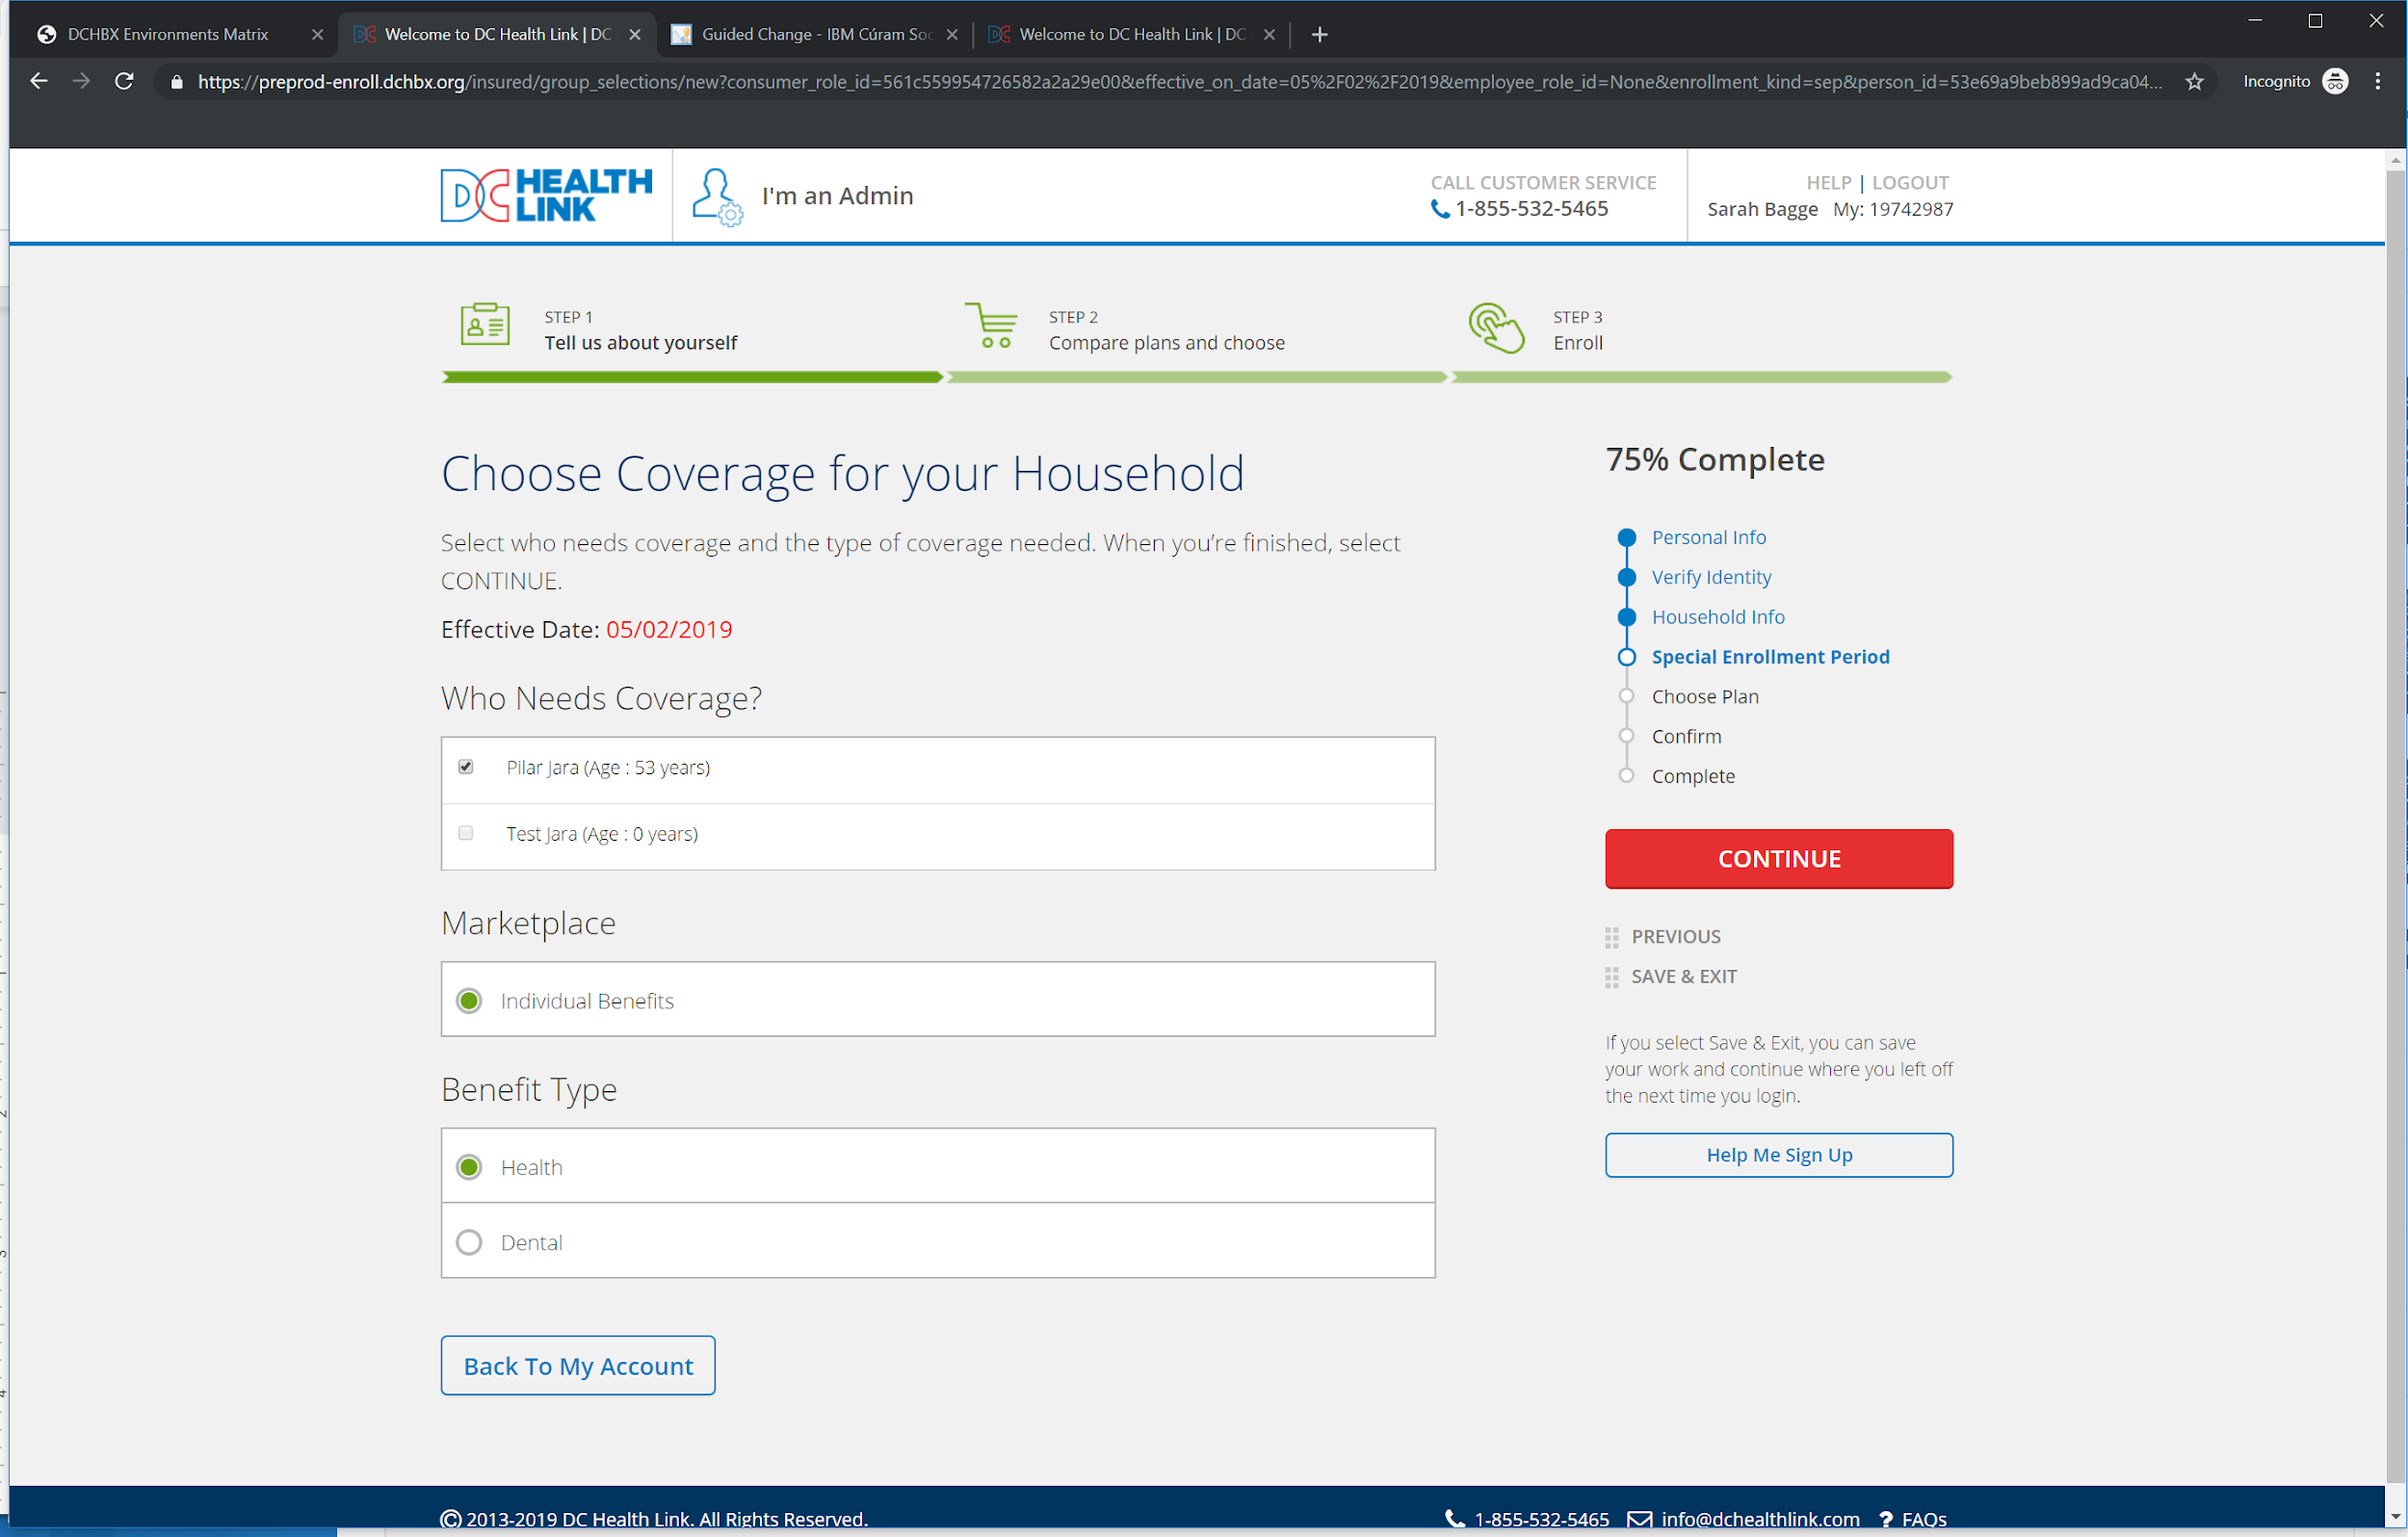 DCHBX Environments Matrix
Welcome to DC Health Link | DC
Guided Change - IBM Cúram Soc
Welcome to DC Health Link | DC
https://preprod-enroll.dchbx.org/insured/group_selections/new?consumer_role_id=561c559954726582a2a29e00&effective_on_date=05%2F02%2F2019&employee_role_id=None&enrollment_kind=sep&person_id=53e69a9beb899ad9ca04...
Incognito
DC HEALTH LINK
I'm an Admin
CALL CUSTOMER SERVICE
1-855-532-5465
HELP | LOGOUT
Sarah Bagge My: 19742987
STEP 1
Tell us about yourself
STEP 2
Compare plans and choose
STEP 3
Enroll
Choose Coverage for your Household
Select who needs coverage and the type of coverage needed. When you're finished, select
CONTINUE.
Effective Date: 05/02/2019
Who Needs Coverage?
Pilar Jara (Age : 53 years)
Test Jara (Age : 0 years)
Marketplace
Individual Benefits
Benefit Type
Health
Dental
Back To My Account
75% Complete
Personal Info
Verify Identity
Household Info
Special Enrollment Period
Choose Plan
Confirm
Complete
CONTINUE
PREVIOUS
SAVE & EXIT
If you select Save & Exit, you can save
your work and continue where you left off
the next time you login.
Help Me Sign Up
© 2013-2019 DC Health Link. All Rights Reserved.
1-855-532-5465 info@dchealthlink.com ? FAQs